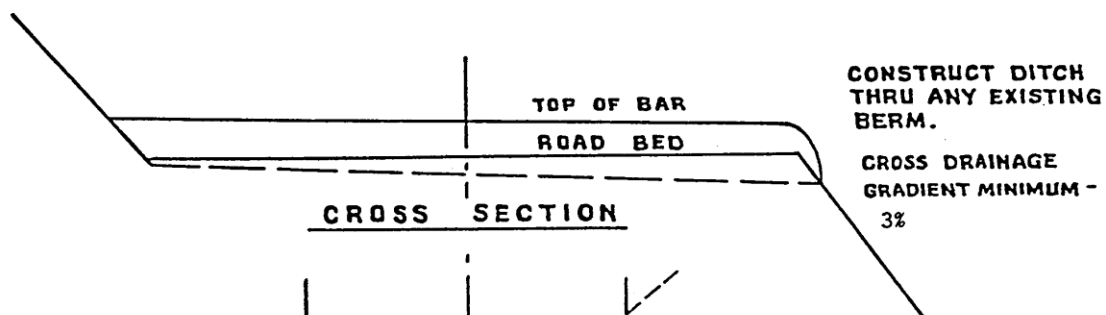 TOP OF BAR
ROAD BED
CROSS SECTION
CONSTRUCT DITCH
THRU ANY EXISTING
BERM.
CROSS DRAINAGE
GRADIENT MINIMUM -
3%